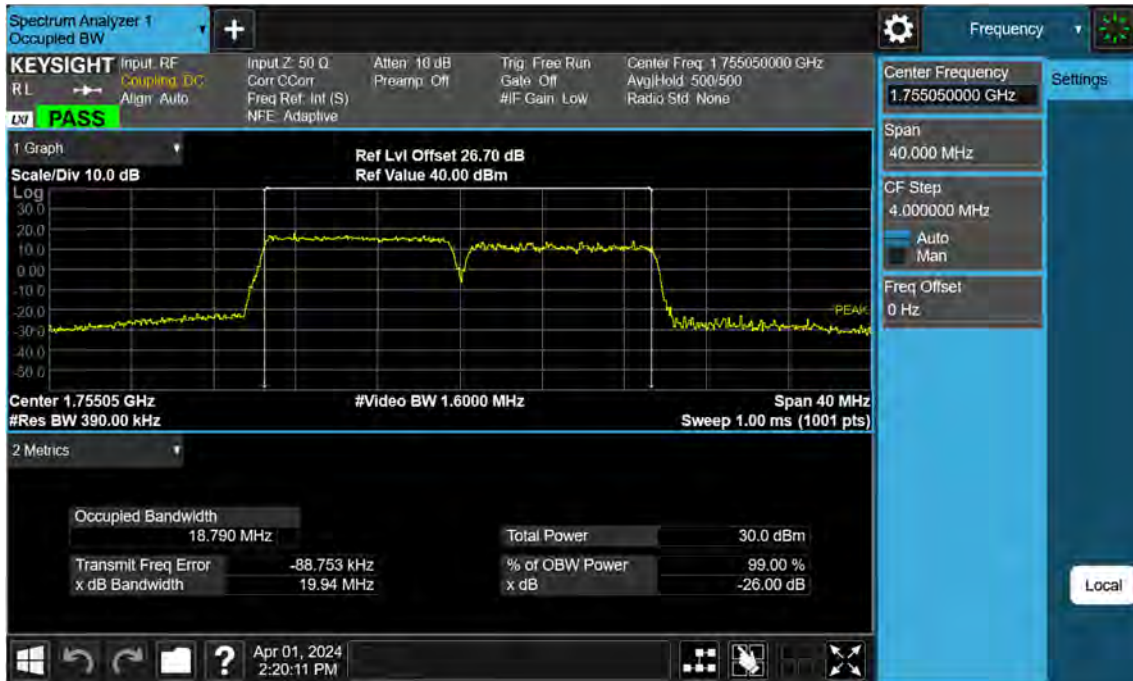 Spectrum Analyzer 1
Occupied BW
+
Frequency
KEYSIGHT
RL
LXI
PASS
Input: RF
Coupling: DC
Align: Auto
Input Z: 50 Ω
Corr CCorr
Freq Ref: Int (S)
NFE: Adaptive
Atten: 10 dB
Preamp: Off
Trig: Free Run
Gate: Off
#IF Gain: Low
Center Freq: 1.755050000 GHz
Avg|Hold: 500/500
Radio Std: None
Center Frequency
1.755050000 GHz
Settings
Span
40.000 MHz
CF Step
4.000000 MHz
Auto
Man
Freq Offset
0 Hz
1 Graph
Scale/Div 10.0 dB
Ref Lvl Offset 26.70 dB
Ref Value 40.00 dBm
Log
30.0
20.0
10.0
0.00
-10.0
-20.0
-30.0
-40.0
-50.0
PEAK
Center 1.75505 GHz
#Video BW 1.6000 MHz
Span 40 MHz
#Res BW 390.00 kHz
Sweep 1.00 ms (1001 pts)
2 Metrics
Occupied Bandwidth
18.790 MHz
Total Power 30.0 dBm
Transmit Freq Error -88.753 kHz
% of OBW Power 99.00 %
x dB Bandwidth 19.94 MHz
x dB -26.00 dB
Local
?
Apr 01, 2024
2:20:11 PM